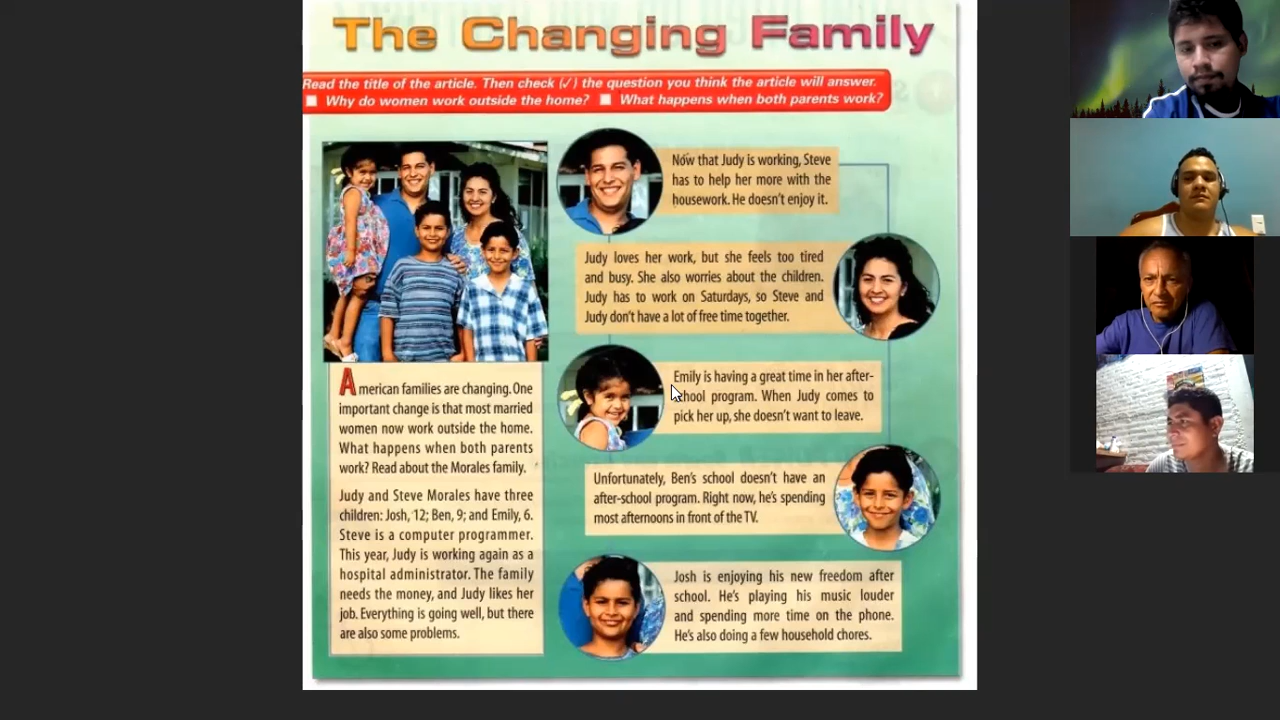 The Changing Family
Read the title of the article. Then check (✓) the question you think the article will answer.
Why do women work outside the home? What happens when both parents work?
American families are changing. One
important change is that most married
women now work outside the home.
What happens when both parents
work? Read about the Morales family.
Judy and Steve Morales have three
children: Josh, 12; Ben, 9; and Emily, 6.
Steve is a computer programmer.
This year, Judy is working again as a
hospital administrator. The family
needs the money, and Judy likes her
job. Everything is going well, but there
are also some problems.
Now that Judy is working, Steve
has to help her more with the
housework. He doesn't enjoy it.
Judy loves her work, but she feels too tired
and busy. She also worries about the children.
Judy has to work on Saturdays, so Steve and
Judy don't have a lot of free time together.
Emily is having a great time in her after-
school program. When Judy comes to
pick her up, she doesn't want to leave.
Unfortunately, Ben's school doesn't have an
after-school program. Right now, he's spending
most afternoons in front of the TV.
Josh is enjoying his new freedom after
school. He's playing his music louder
and spending more time on the phone.
He's also doing a few household chores.